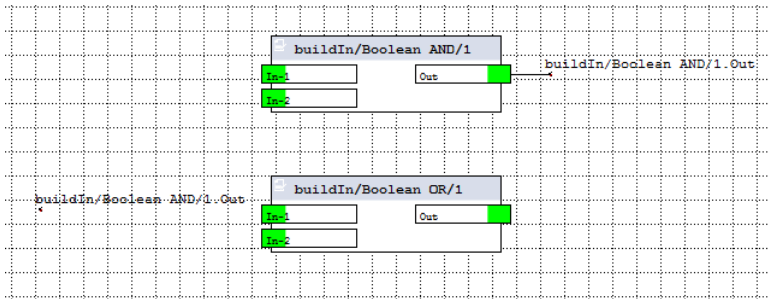 buildIn/Boolean AND/1
buildIn/Boolean AND/1.Out
In-1
Out
In-2
buildIn/Boolean OR/1
buildIn/Boolean AND/1.Out
In-1
Out
In-2